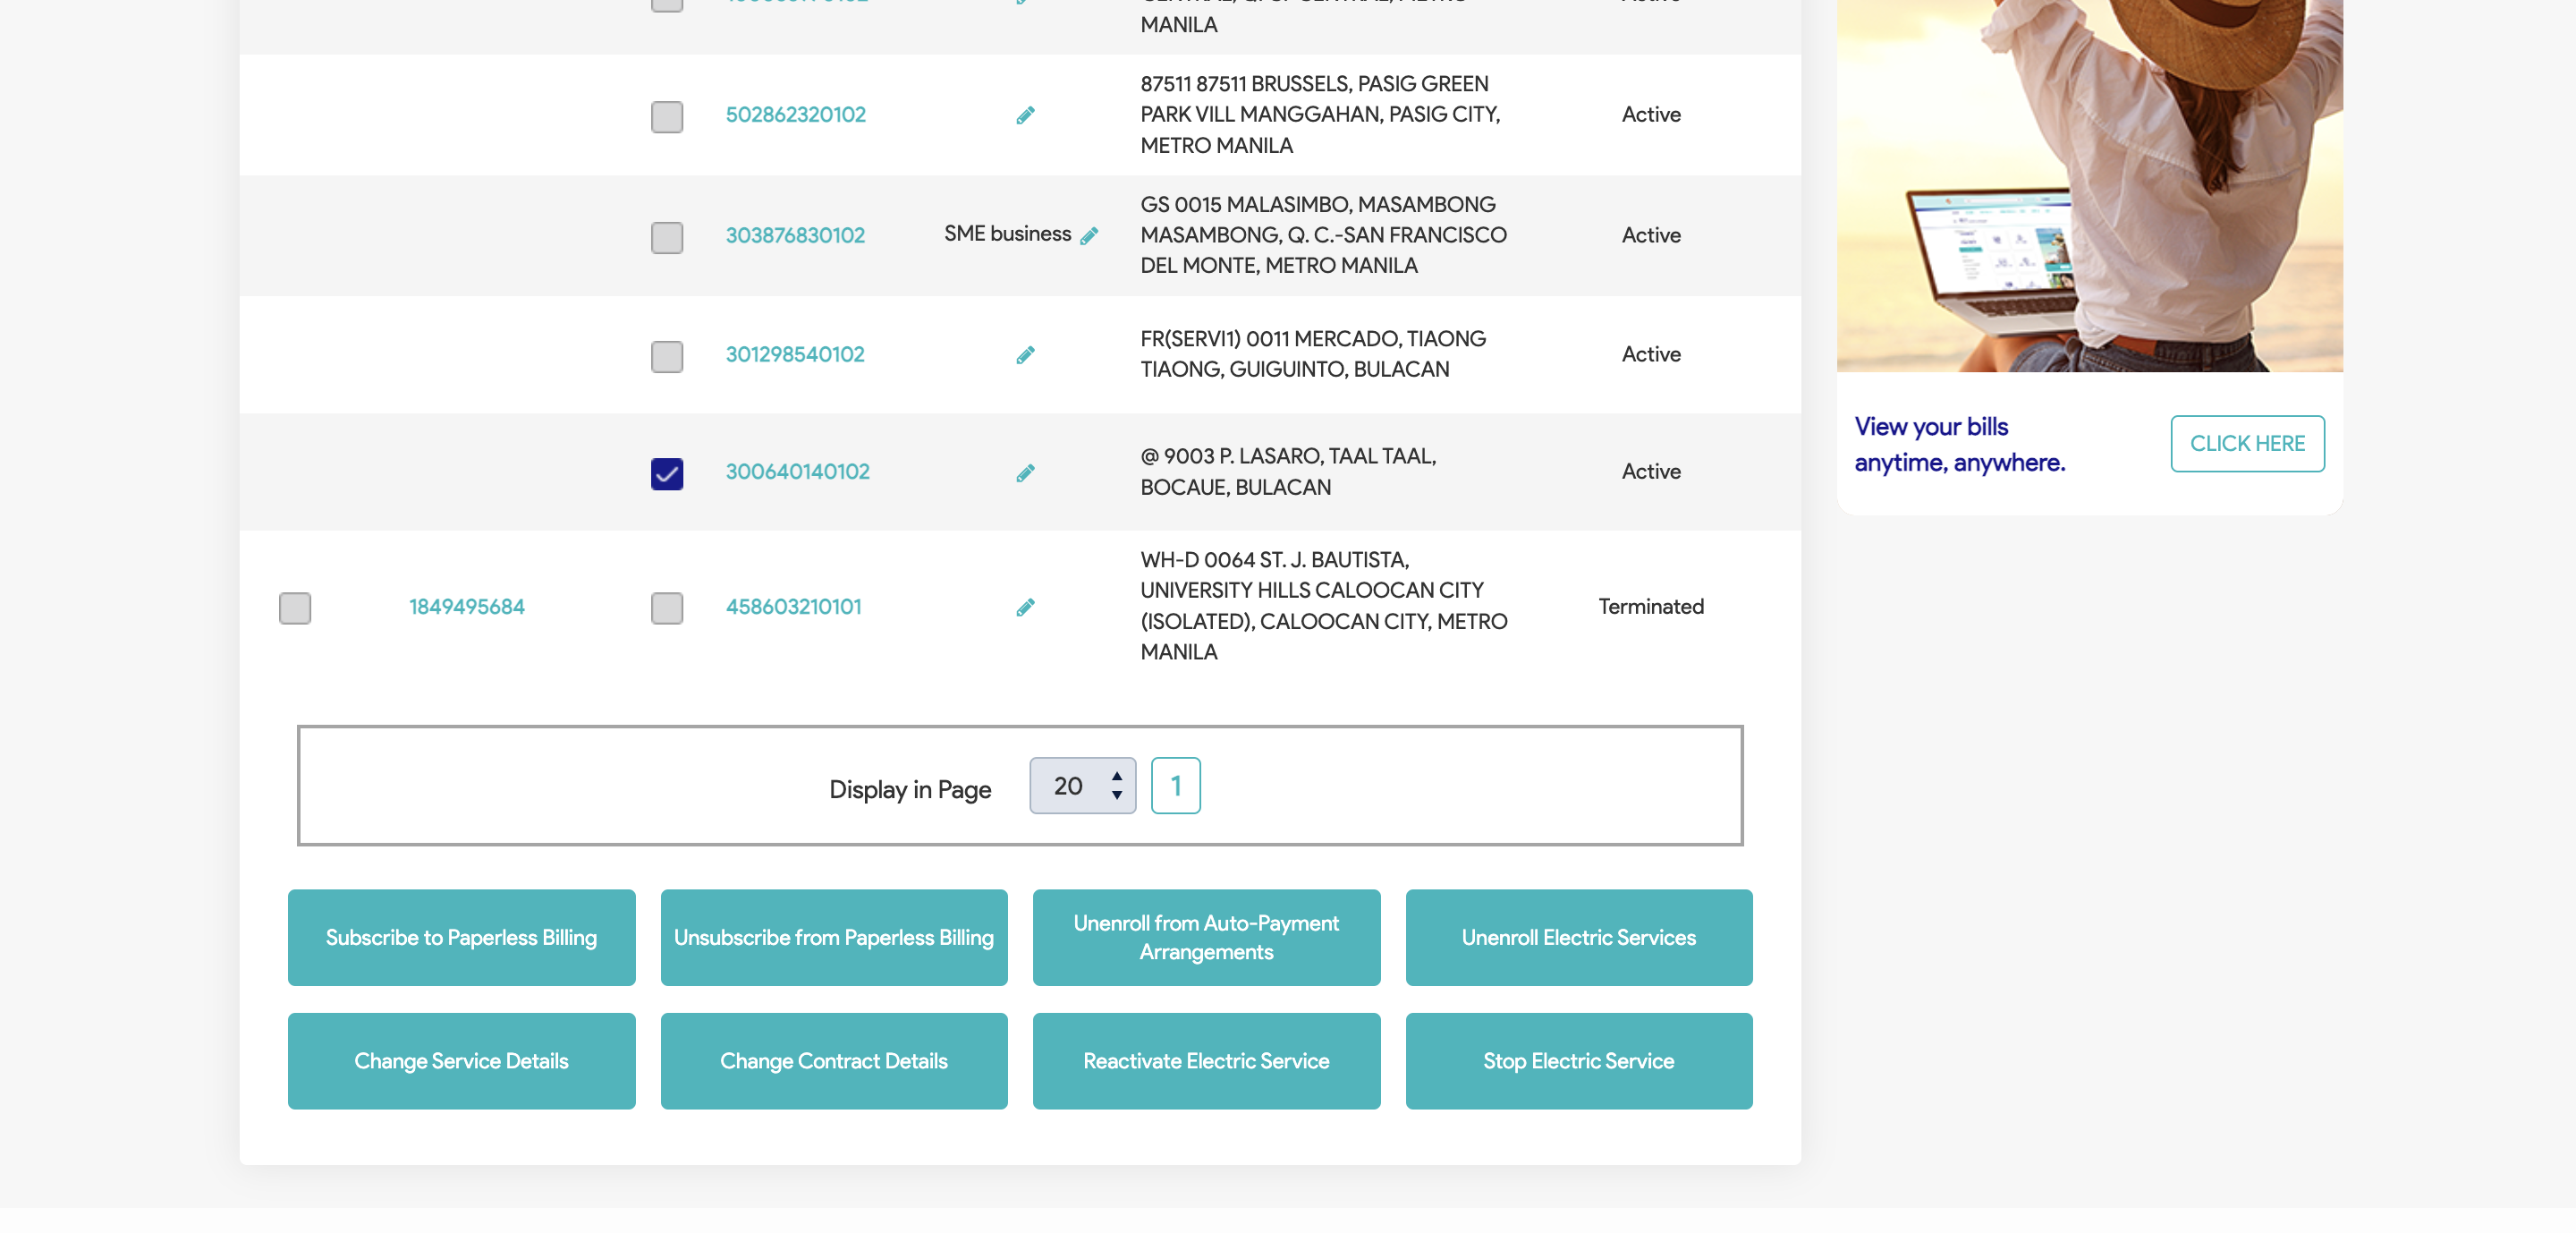 MANILA
502862320102
87511 87511 BRUSSELS, PASIG GREEN
PARK VILL MANGGAHAN, PASIG CITY,
METRO MANILA
Active
303876830102
SME business
GS 0015 MALASIMBO, MASAMBONG
MASAMBONG, Q. C.-SAN FRANCISCO
DEL MONTE, METRO MANILA
Active
301298540102
FR(SERVI1) 0011 MERCADO, TIAONG
TIAONG, GUIGUINTO, BULACAN
Active
300640140102
@ 9003 P. LASARO, TAAL TAAL,
BOCAUE, BULACAN
Active
1849495684
458603210101
WH-D 0064 ST. J. BAUTISTA,
UNIVERSITY HILLS CALOOCAN CITY
(ISOLATED), CALOOCAN CITY, METRO
MANILA
Terminated
Display in Page
20
1
Subscribe to Paperless Billing
Unsubscribe from Paperless Billing
Unenroll from Auto-Payment
Arrangements
Unenroll Electric Services
Change Service Details
Change Contract Details
Reactivate Electric Service
Stop Electric Service
View your bills
anytime, anywhere.
CLICK HERE